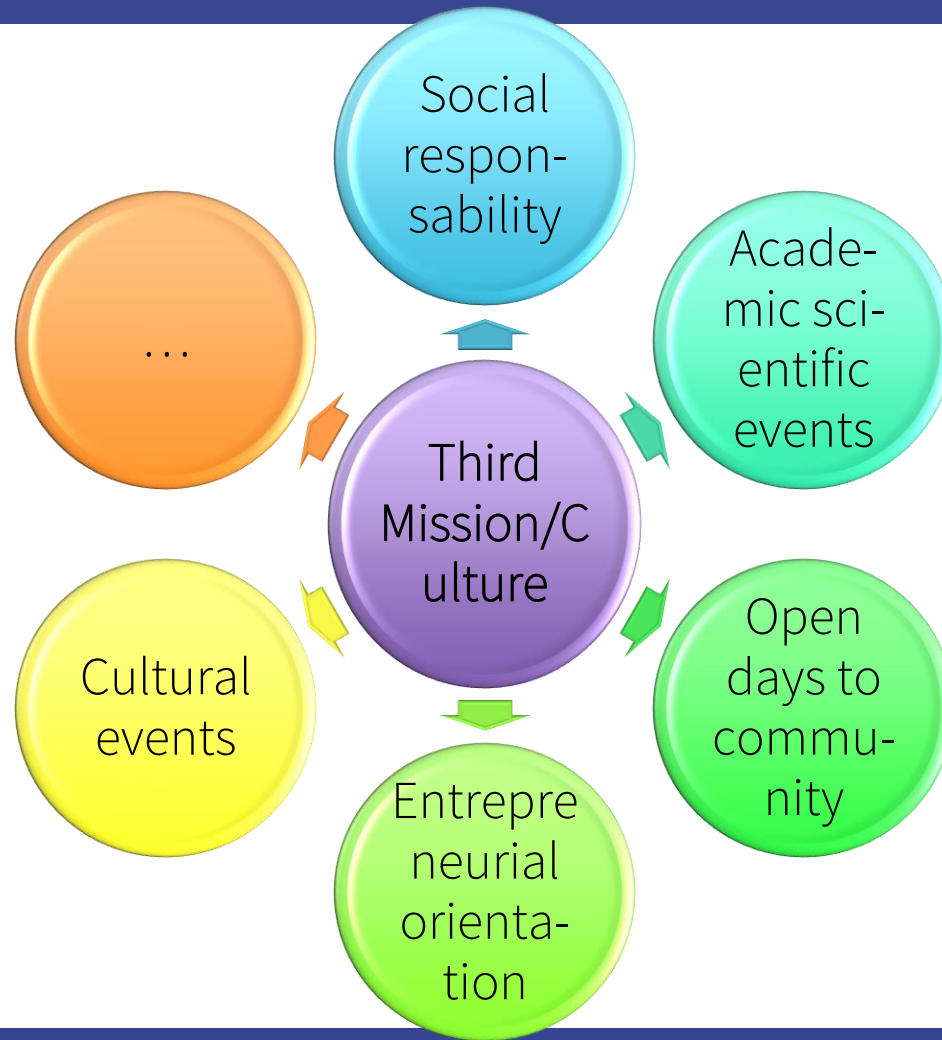 Social
respon-
sability
Acade-
mic sci-
entific
events
Open
days to
commu-
nity
Entrepre
neurial
orienta-
tion
Cultural
events
...
Third
Mission/C
ulture